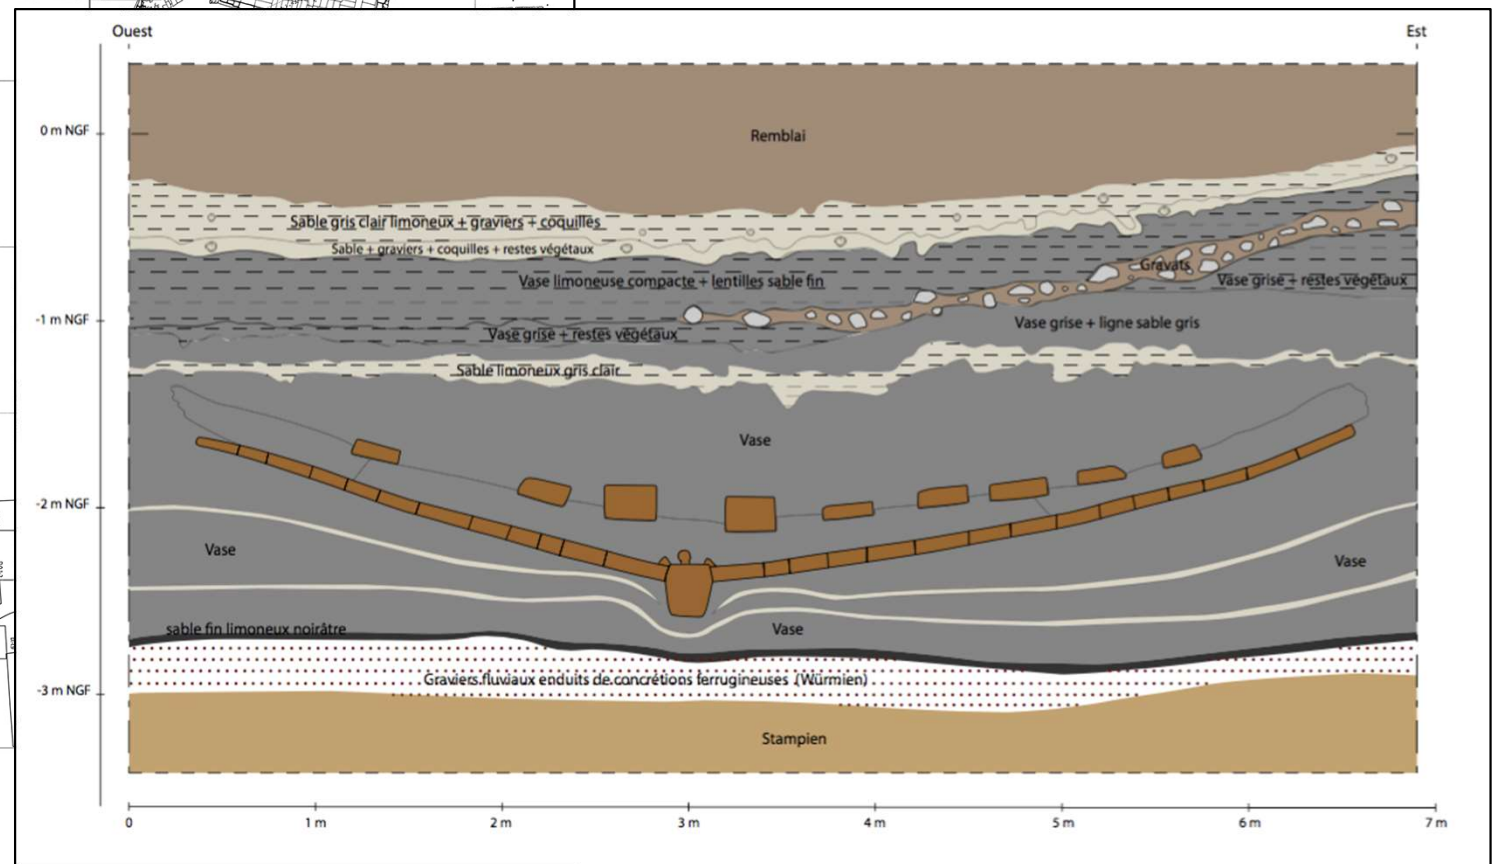 Ouest
Est
0 m NGF
Remblai
Sable gris clair limoneux + graviers + coquilles
Sable + graviers + coquilles + restes végétaux
Gravats
Vase limoneuse compacte + lentilles sable fin
Vase grise + restes végétaux
-1 m NGF
Vase grise + ligne sable gris
Vase grise + restes végétaux
Sable limoneux gris clair
Vase
-2 m NGF
Vase
Vase
sable fin limoneux noirâtre
Vase
Graviers fluviaux enduits de concrétions ferrugineuses (Würmien)
-3 m NGF
Stampien
0
1 m
2 m
3 m
4 m
5 m
6 m
7 m